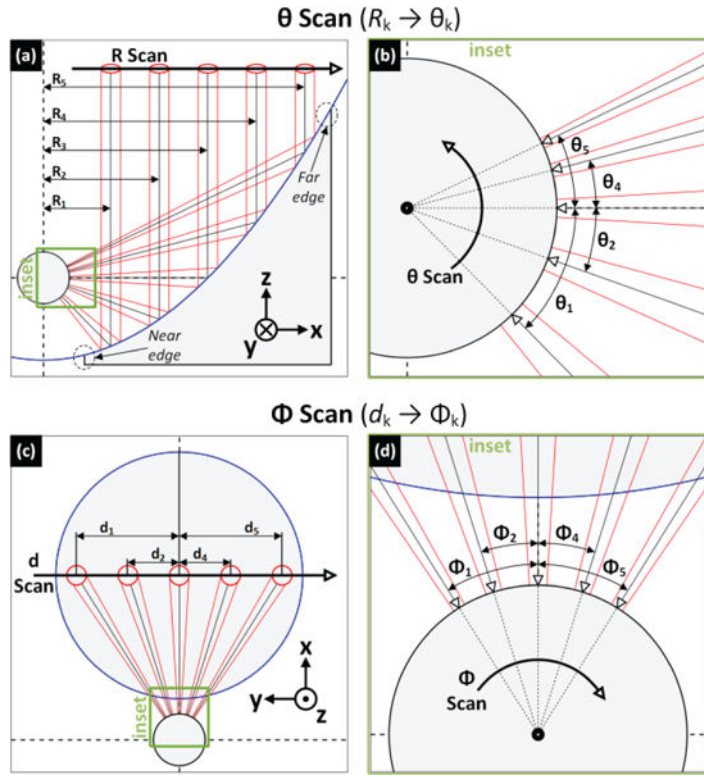 θ Scan (Rk → θk)
(a)
R Scan
R5
R4
R3
R2
R1
Far
edge
inset
Near
edge
z
x
y
inset
(b)
θ5
θ4
θ2
θ1
θ Scan
Φ Scan (dk → Φk)
(c)
d1
d5
d2
d4
d
Scan
x
y
z
inset
inset
(d)
Φ2
Φ4
Φ1
Φ5
Φ
Scan